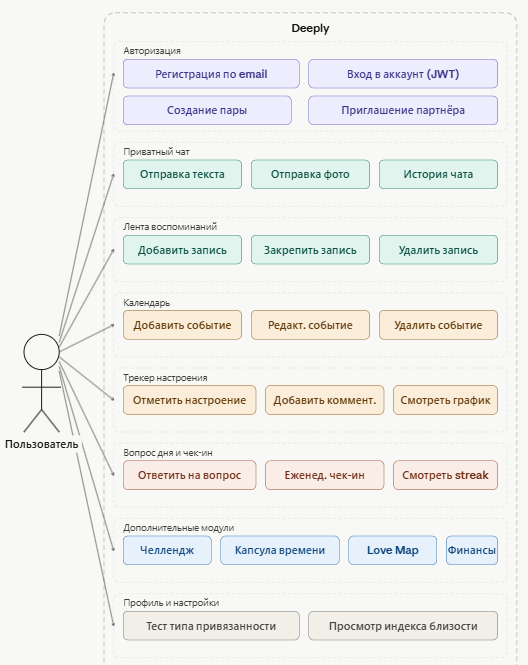 Deeply
Авторизация
Регистрация по email
Вход в аккаунт (JWT)
Создание пары
Приглашение партнёра
Приватный чат
Отправка текста
Отправка фото
История чата
Лента воспоминаний
Добавить запись
Закрепить запись
Удалить запись
Календарь
Добавить событие
Редакт. событие
Удалить событие
Трекер настроения
Отметить настроение
Добавить коммент.
Смотреть график
Пользователь
Вопрос дня и чек-ин
Ответить на вопрос
Еженед. чек-ин
Смотреть streak
Дополнительные модули
Челлендж
Капсула времени
Love Map
Финансы
Профиль и настройки
Тест типа привязанности
Просмотр индекса близости